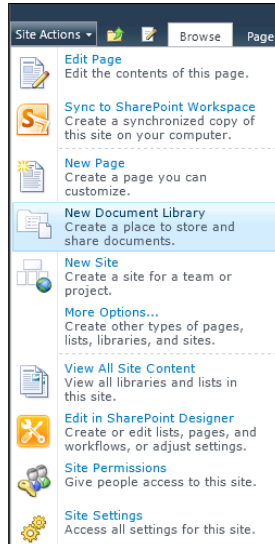 Site Actions Browse Page
Edit Page
Edit the contents of this page.
Sync to SharePoint Workspace
Create a synchronized copy of
this site on your computer.
New Page
Create a page you can
customize.
New Document Library
Create a place to store and
share documents.
New Site
Create a site for a team or
project.
More Options...
Create other types of pages,
lists, libraries, and sites.
View All Site Content
View all libraries and lists in
this site.
Edit in SharePoint Designer
Create or edit lists, pages, and
workflows, or adjust settings.
Site Permissions
Give people access to this site.
Site Settings
Access all settings for this site.